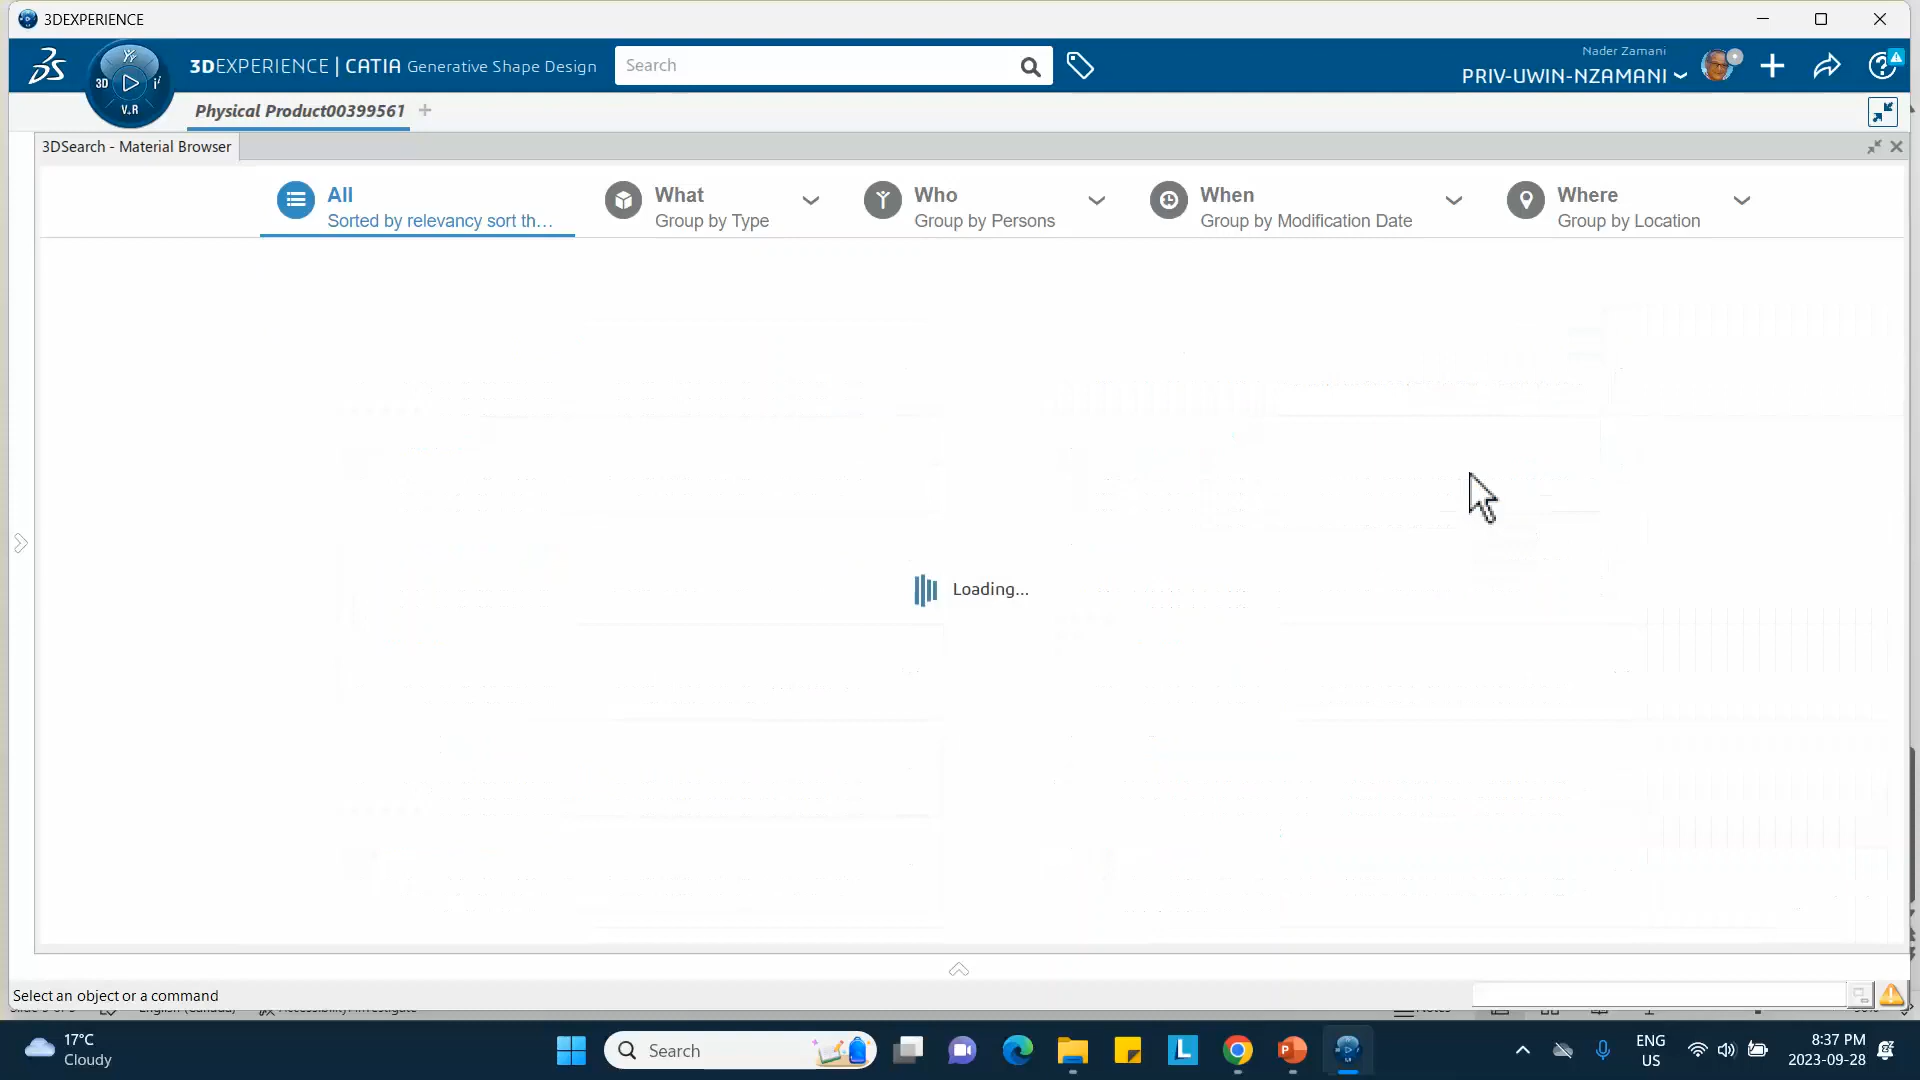 3DEXPERIENCE
3DEXPERIENCE | CATIA Generative Shape Design
Search
Nader Zamani
PRIV-UWIN-NZAMANI
3D
V.R
Physical Product00399561
3DSearch - Material Browser
All
Sorted by relevancy sort th...
What
Group by Type
Who
Group by Persons
When
Group by Modification Date
Where
Group by Location
Loading...
Select an object or a command
17°C
Cloudy
Search
ENG
US
8:37 PM
2023-09-28